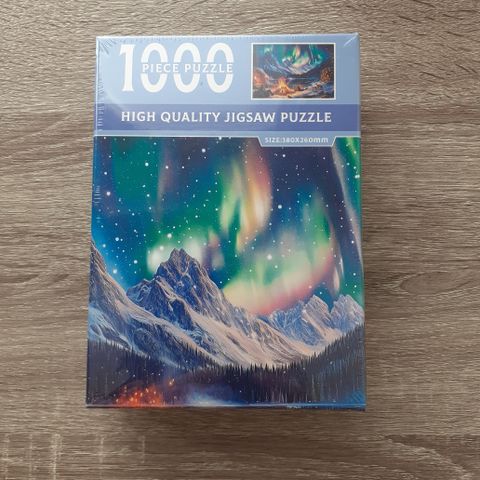 1000
PIECE PUZZLE
HIGH QUALITY JIGSAW PUZZLE
SIZE:380X260mm